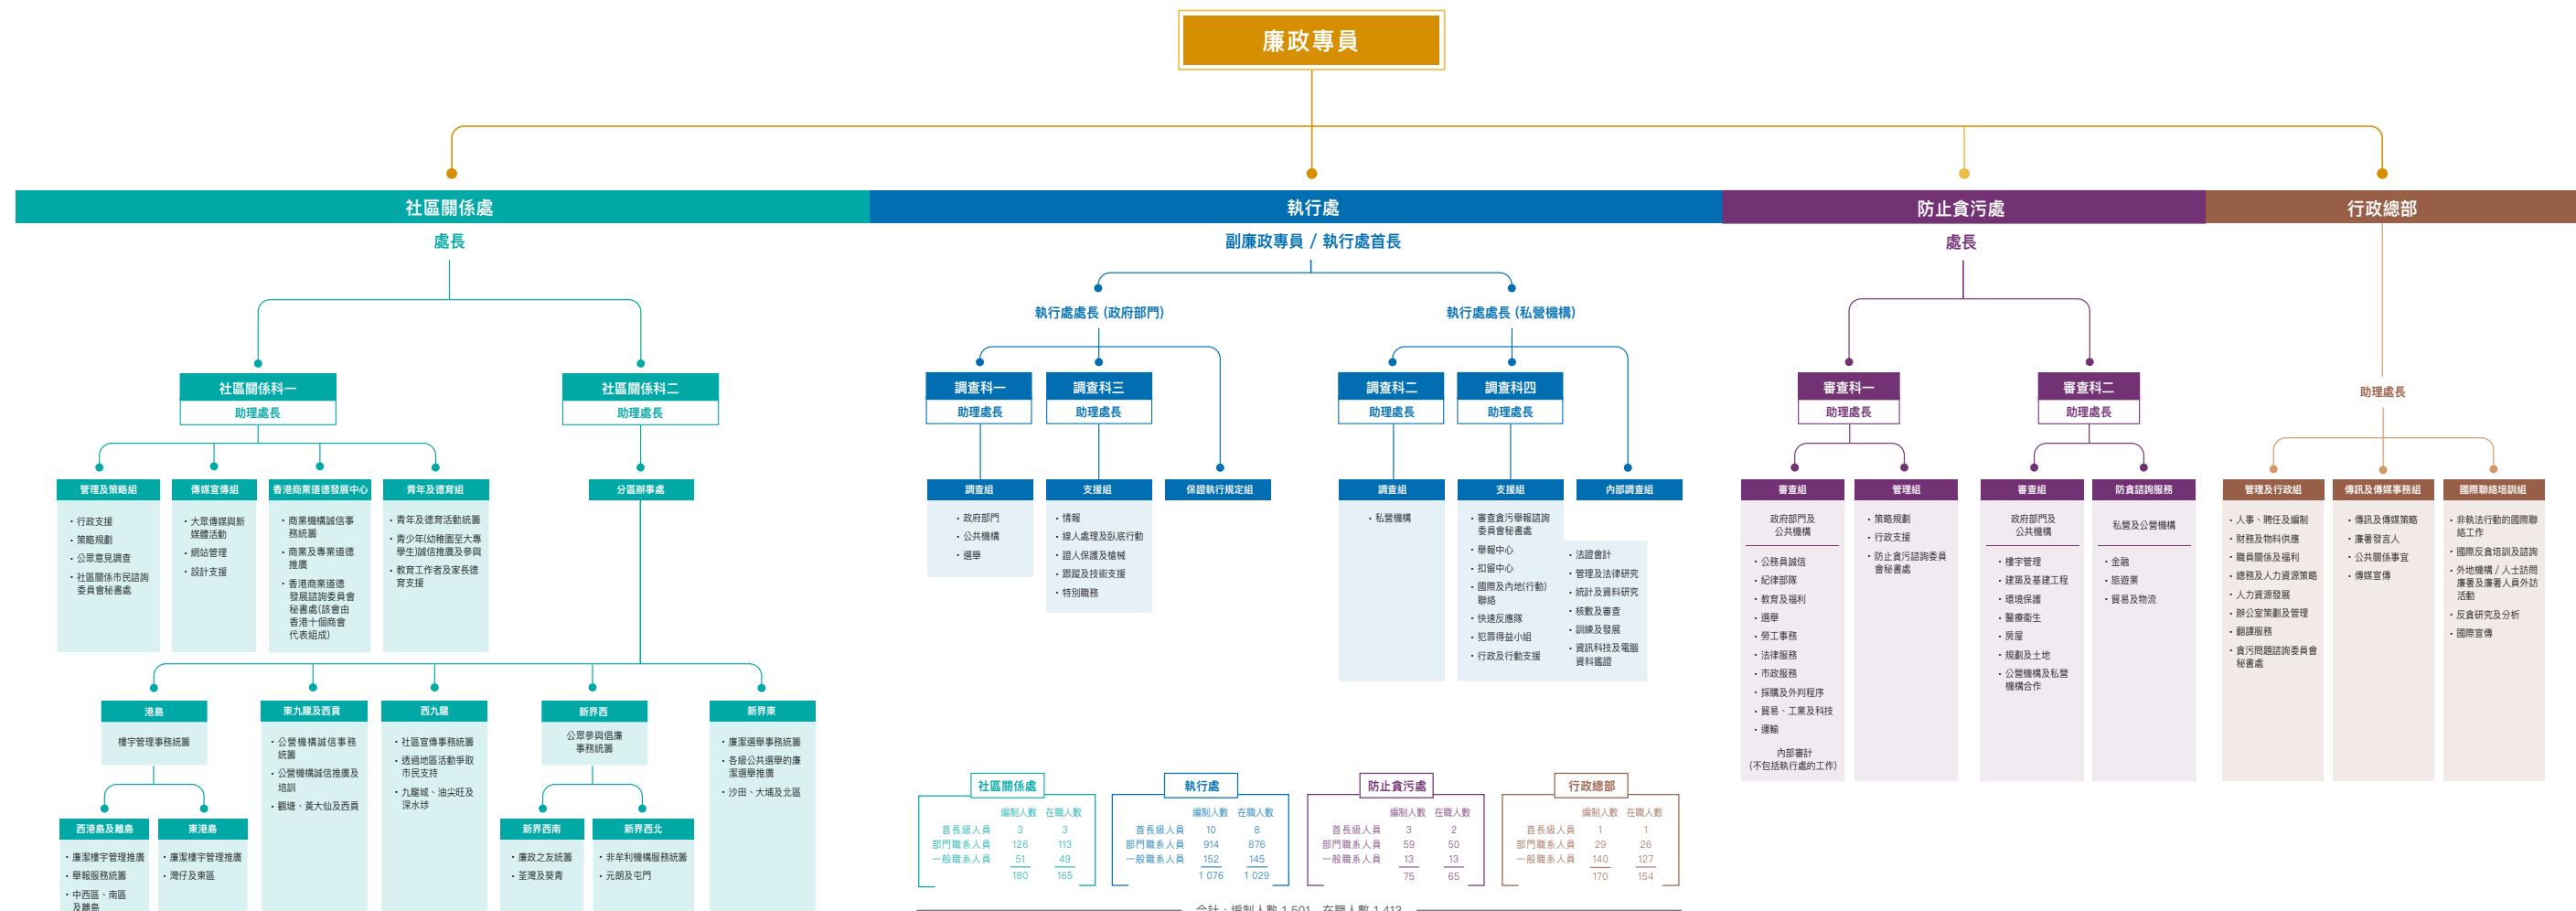 廉政專員
社區關係處
處長
社區關係科一
助理處長
管理及策略組
・行政支援
・策略規劃
・公眾意見調查
・社區關係市民諮詢
委員會秘書處
傳媒宣傳組
・大眾傳媒與新
媒體活動
・網站管理
・設計支援
香港商業道德發展中心
・商業機構誠信事
務統籌
・商業及專業道德
推廣
・香港商業道德
發展諮詢委員會
秘書處(該會由
香港十個商會
代表組成)
青年及德育組
・青年及德育活動統籌
・青少年(幼稚園至大專
學生)誠信推廣及參與
・教育工作者及家長德
育支援
社區關係科二
助理處長
分區辦事處
港島
樓宇管理事務統籌
西港島及離島
・廉潔樓宇管理推廣
・舉報服務統籌
・中西區、南區
及離島
東港島
・廉潔樓宇管理推廣
・灣仔及東區
東九龍及西貢
・公營機構誠信事務
統籌
・公營機構誠信推廣及
培訓
・觀塘、黃大仙及西貢
西九龍
・社區宣傳事務統籌
・透過地區活動爭取
市民支持
・九龍城、油尖旺及
深水埗
新界西
公眾參與倡廉
事務統籌
新界西南
・廉政之友統籌
・荃灣及葵青
新界西北
・非牟利機構服務統籌
・元朗及屯門
新界東
・廉潔選舉事務統籌
・各級公共選舉的廉
潔選舉推廣
・沙田、大埔及北區
執行處
副廉政專員 / 執行處首長
執行處處長 (政府部門)
調查科一
助理處長
調查組
・政府部門
・公共機構
・選舉
調查科三
助理處長
支援組
・情報
・線人處理及臥底行動
・證人保護及槍械
・跟蹤及技術支援
・特別職務
保證執行規定組
執行處處長 (私營機構)
調查科二
助理處長
調查組
・私營機構
調查科四
助理處長
支援組
・審查貪污舉報諮詢
委員會秘書處
・舉報中心
・扣留中心
・國際及內地(行動)
聯絡
・快速反應隊
・犯罪得益小組
・行政及行動支援
・法證會計
・管理及法律研究
・統計及資料研究
・核數及審查
・訓練及發展
・資訊科技及電腦
資料鑑證
內部調查組
防止貪污處
處長
審查科一
助理處長
審查組
政府部門及
公共機構
・公務員誠信
・紀律部隊
・教育及福利
・選舉
・勞工事務
・法律服務
・市政服務
・採購及外判程序
・貿易、工業及科技
・運輸
內部審計
(不包括執行處的工作)
管理組
・策略規劃
・行政支援
・防止貪污諮詢委員
會秘書處
審查科二
助理處長
審查組
政府部門及
公共機構
・樓宇管理
・建築及基建工程
・環境保護
・醫療衞生
・房屋
・規劃及土地
・公營機構及私營
機構合作
防貪諮詢服務
私營及公營機構
・金融
・旅遊業
・貿易及物流
行政總部
助理處長
管理及行政組
・人事、聘任及編制
・財務及物料供應
・職員關係及福利
・總務及人力資源策略
・人力資源發展
・辦公室策劃及管理
・翻譯服務
・貪污問題諮詢委員會
秘書處
傳訊及傳媒事務組
・傳訊及傳媒策略
・廉署發言人
・公共關係事宜
・傳媒宣傳
國際聯絡培訓組
・非執法行動的國際聯
絡工作
・國際反貪培訓及諮詢
・外地機構 / 人士訪問
廉署及廉署人員外訪
活動
・反貪研究及分析
・國際宣傳
社區關係處
編制人數 在職人數
首長級人員 3 3
部門職系人員 126 113
一般職系人員 51 49
180 165
執行處
編制人數 在職人數
首長級人員 10 8
部門職系人員 914 876
一般職系人員 152 145
1 076 1 029
防止貪污處
編制人數 在職人數
首長級人員 3 2
部門職系人員 59 50
一般職系人員 13 13
75 65
行政總部
編制人數 在職人數
首長級人員 1 1
部門職系人員 29 26
一般職系人員 140 127
170 154
合計：編制人數 1 501 在職人數 1 413